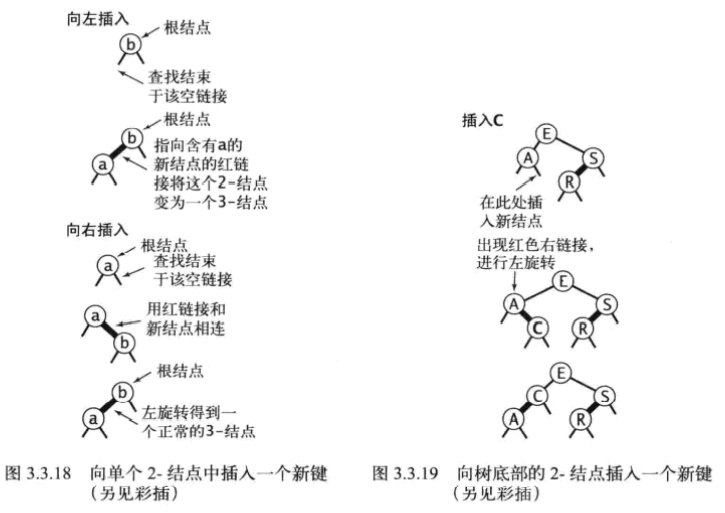 向左插入
根结点
b
查找结束
于该空链接
根结点
b
a
指向含有a的
新结点的红链
接将这个2-结点
变为一个3-结点
向右插入
根结点
a
查找结束
于该空链接
a
用红链接和
新结点相连
b
根结点
b
a
左旋转得到一
个正常的3-结点
图 3.3.18 向单个 2- 结点中插入一个新键
(另见彩插)
插入C
E
A
S
R
在此处插
入新结点
出现红色右链接，
进行左旋转
E
A
S
C
R
E
C
S
A
R
图 3.3.19 向树底部的 2- 结点插入一个新键
(另见彩插)